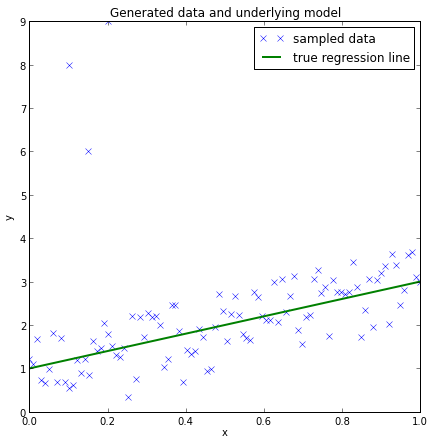 Generated data and underlying model
sampled data
true regression line
9
8
7
6
5
4
3
2
1
0
y
0.0 0.2 0.4 0.6 0.8 1.0
x